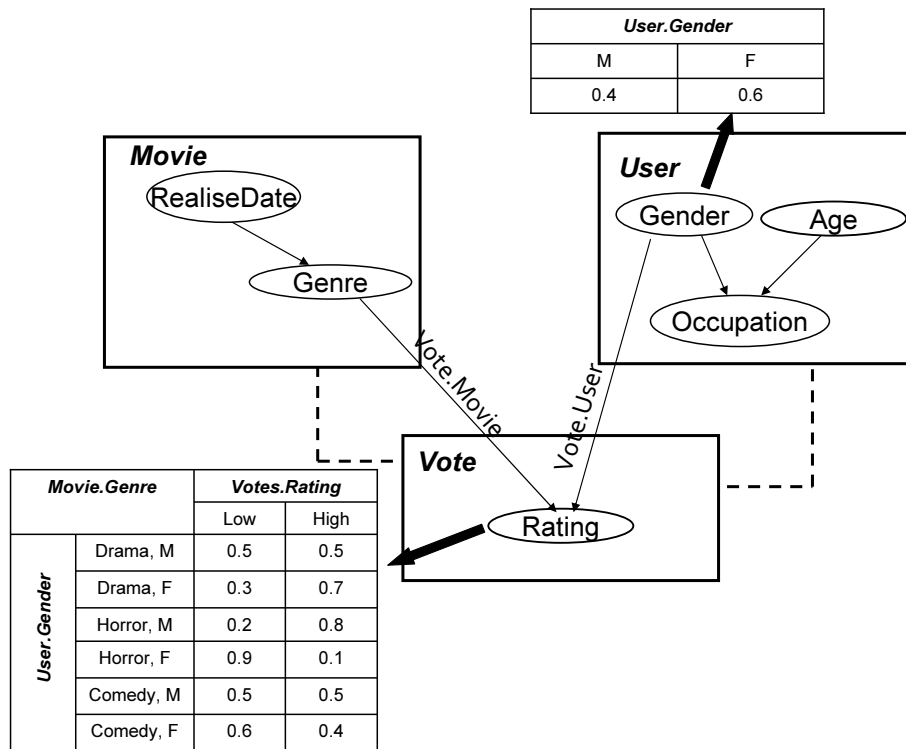 User.Gender
M F
0.4 0.6
Movie
RealiseDate
Genre
User
Gender
Age
Occupation
Vote.Movie
Vote.User
Vote
Rating
Movie.Genre Votes.Rating
Low High
User.Gender
Drama, M 0.5 0.5
Drama, F 0.3 0.7
Horror, M 0.2 0.8
Horror, F 0.9 0.1
Comedy, M 0.5 0.5
Comedy, F 0.6 0.4